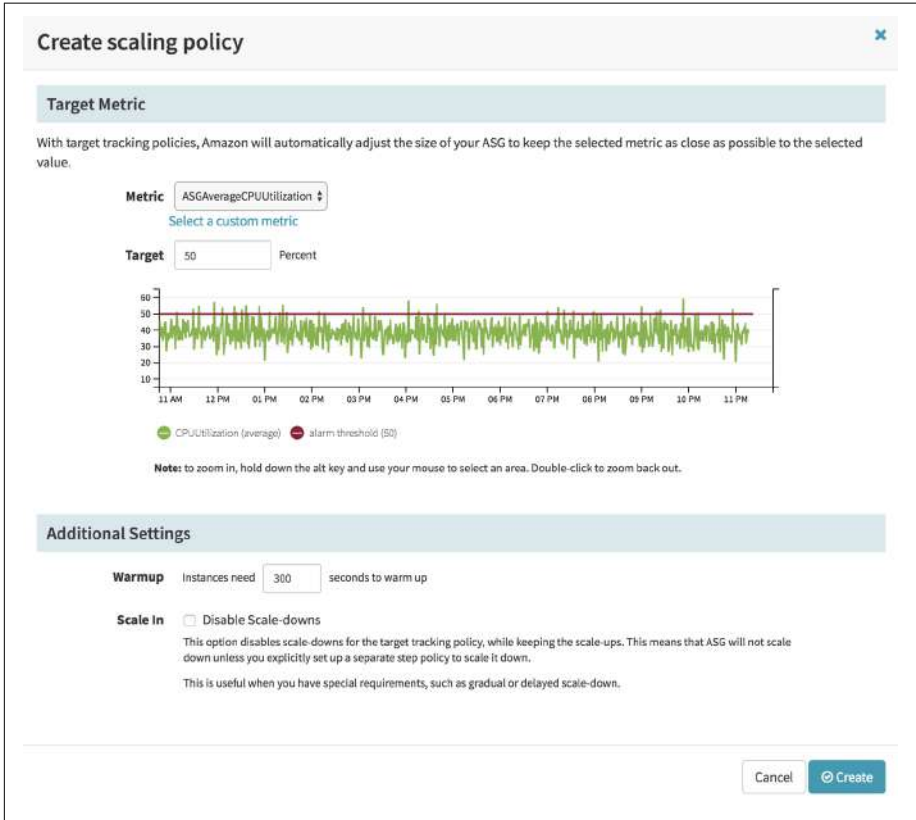 Create scaling policy
Target Metric
With target tracking policies, Amazon will automatically adjust the size of your ASG to keep the selected metric as close as possible to the selected
value.
Metric ASGAverageCPUUtilization
Select a custom metric
Target 50 Percent
60
50
40
30
20
10
11 AM 12 PM 01 PM 02 PM 03 PM 04 PM 05 PM 06 PM 07 PM 08 PM 09 PM 10 PM 11 PM
CPUUtilization (average) alarm threshold (50)
Note: to zoom in, hold down the alt key and use your mouse to select an area. Double-click to zoom back out.
Additional Settings
Warmup Instances need 300 seconds to warm up
Scale In Disable Scale-downs
This option disables scale-downs for the target tracking policy, while keeping the scale-ups. This means that ASG will not scale
down unless you explicitly set up a separate step policy to scale it down.
This is useful when you have special requirements, such as gradual or delayed scale-down.
Cancel Create